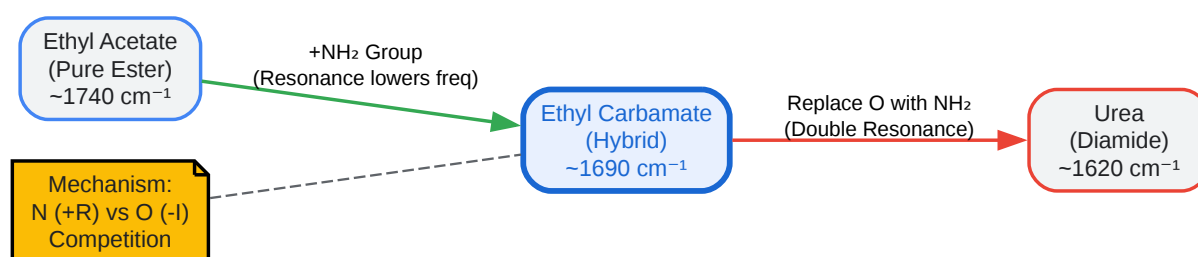 Ethyl Acetate
(Pure Ester)
~1740 cm⁻¹
+NH₂ Group
(Resonance lowers freq)
Ethyl Carbamate
(Hybrid)
~1690 cm⁻¹
Replace O with NH₂
(Double Resonance)
Urea
(Diamide)
~1620 cm⁻¹
Mechanism:
N (+R) vs O (-I)
Competition